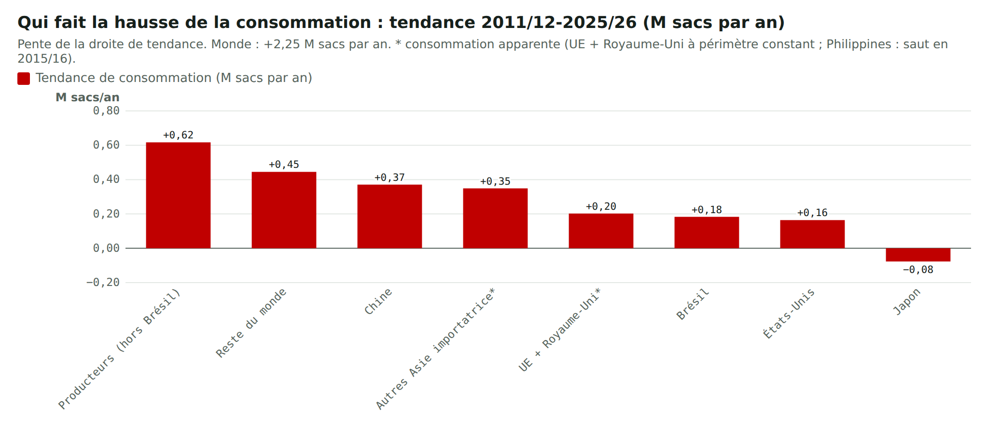 Qui fait la hausse de la consommation : tendance 2011/12-2025/26 (M sacs par an)
Pente de la droite de tendance. Monde : +2,25 M sacs par an. * consommation apparente (UE + Royaume-Uni à périmètre constant ; Philippines : saut en
2015/16).
Tendance de consommation (M sacs par an)
M sacs/an
0,80
0,60
0,40
0,20
0,00
−0,20
+0,62
+0,45
+0,37
+0,35
+0,20
+0,18
+0,16
−0,08
Producteurs (hors Brésil)
Reste du monde
Chine
Autres Asie importatrice*
UE + Royaume-Uni*
Brésil
États-Unis
Japon